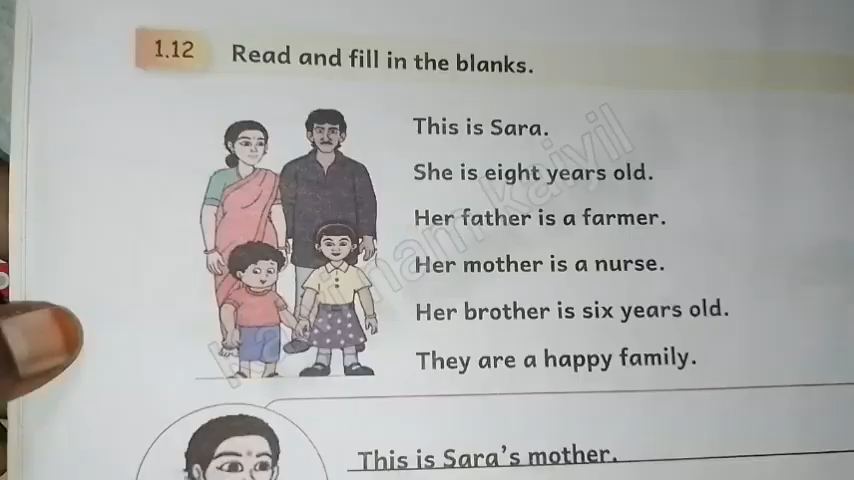 1.12 Read and fill in the blanks.
This is Sara.
She is eight years old.
Her father is a farmer.
Her mother is a nurse.
Her brother is six years old.
They are a happy family.
This is Sara's mother.